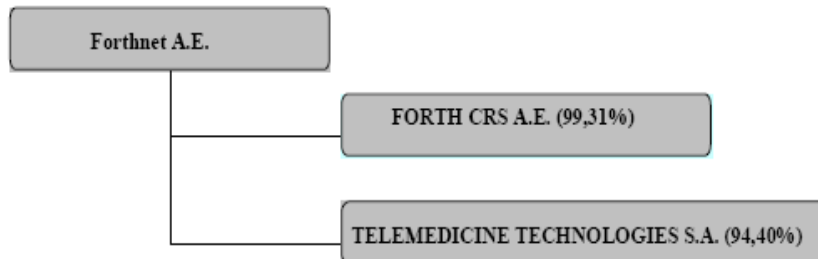 Forthnet A.E.
FORTH CRS A.E. (99,31%)
TELEMEDICINE TECHNOLOGIES S.A. (94,40%)